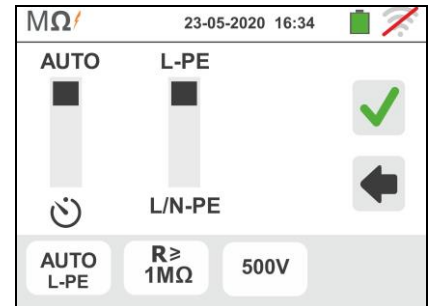 MΩ 23-05-2020 16:34
AUTO L-PE
L/N-PE
AUTO R≥ 500V
L-PE 1MΩ